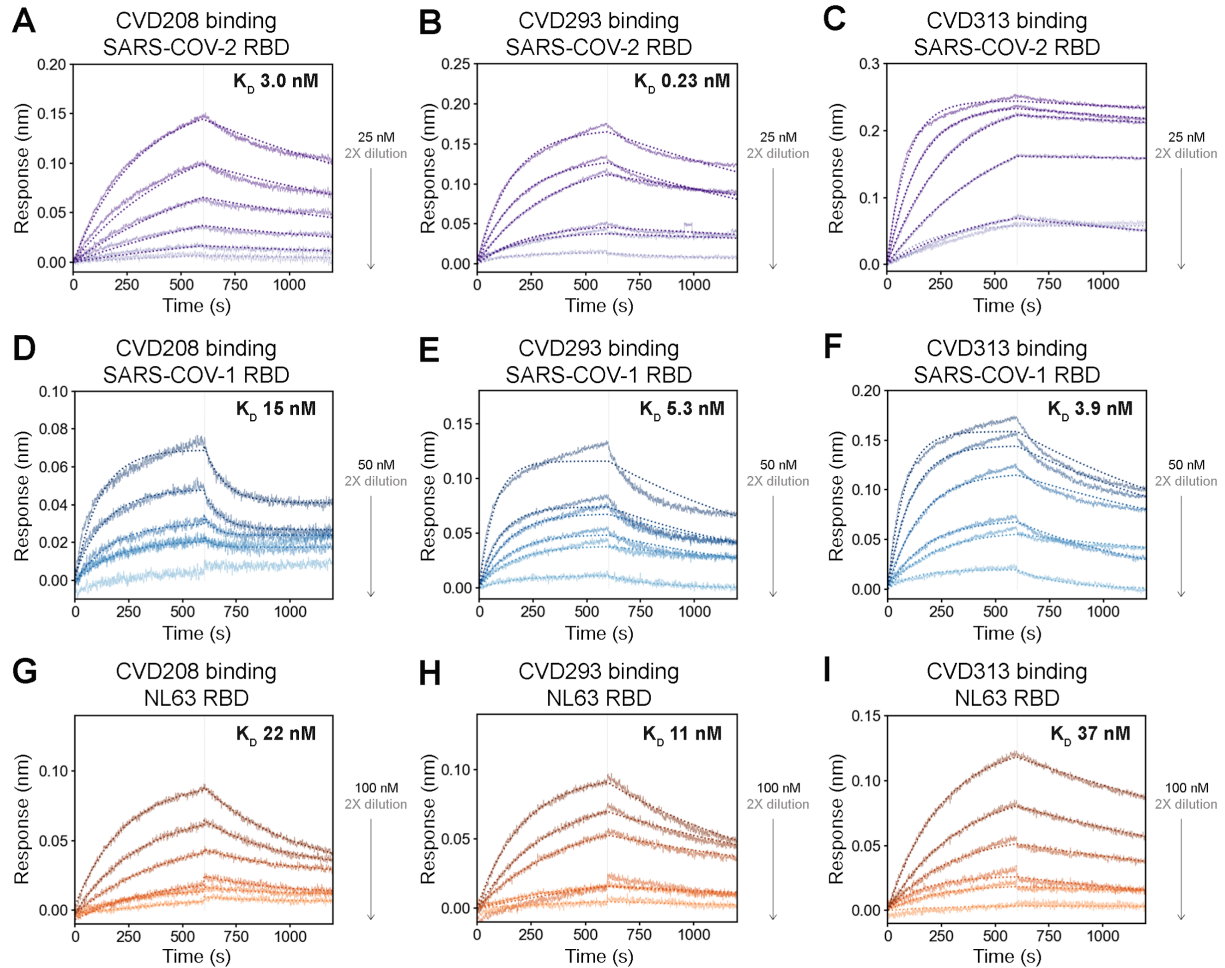 A
CVD208 binding
SARS-COV-2 RBD
K_D 3.0 nM
Response (nm)
0.20
0.15
0.10
0.05
0.00
0 250 500 750 1000
Time (s)
25 nM
2X dilution
B
CVD293 binding
SARS-COV-2 RBD
K_D 0.23 nM
Response (nm)
0.25
0.20
0.15
0.10
0.05
0.00
0 250 500 750 1000
Time (s)
25 nM
2X dilution
C
CVD313 binding
SARS-COV-2 RBD
Response (nm)
0.3
0.2
0.1
0.0
0 250 500 750 1000
Time (s)
25 nM
2X dilution
D
CVD208 binding
SARS-COV-1 RBD
K_D 15 nM
Response (nm)
0.10
0.08
0.06
0.04
0.02
0.00
0 250 500 750 1000
Time (s)
50 nM
2X dilution
E
CVD293 binding
SARS-COV-1 RBD
K_D 5.3 nM
Response (nm)
0.15
0.10
0.05
0.00
0 250 500 750 1000
Time (s)
50 nM
2X dilution
F
CVD313 binding
SARS-COV-1 RBD
K_D 3.9 nM
Response (nm)
0.20
0.15
0.10
0.05
0.00
0 250 500 750 1000
Time (s)
50 nM
2X dilution
G
CVD208 binding
NL63 RBD
K_D 22 nM
Response (nm)
0.10
0.05
0.00
0 250 500 750 1000
Time (s)
100 nM
2X dilution
H
CVD293 binding
NL63 RBD
K_D 11 nM
Response (nm)
0.10
0.05
0.00
0 250 500 750 1000
Time (s)
100 nM
2X dilution
I
CVD313 binding
NL63 RBD
K_D 37 nM
Response (nm)
0.15
0.10
0.05
0.00
0 250 500 750 1000
Time (s)
100 nM
2X dilution